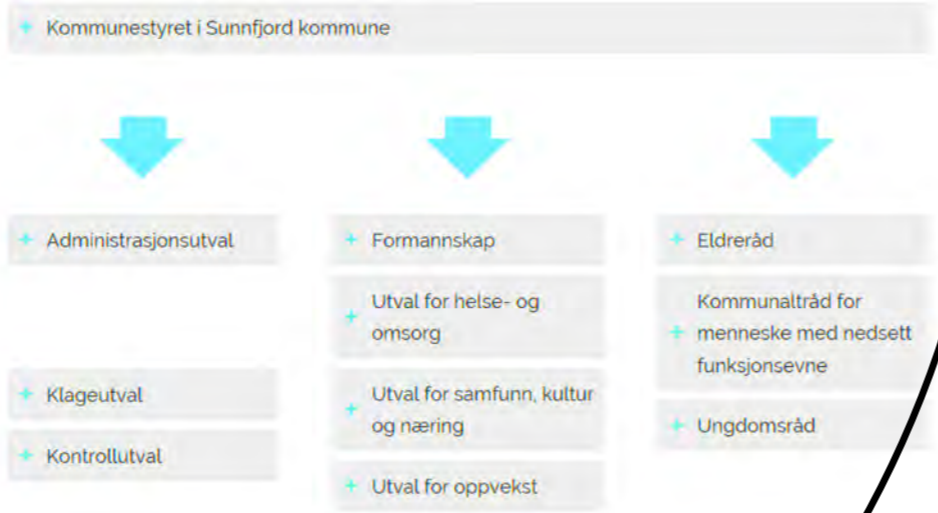 Kommunestyret i Sunnfjord kommune
Administrasjonsutval
Klageutval
Kontrollutval
Formannskap
Utval for helse- og
omsorg
Utval for samfunn, kultur
og næring
Utval for oppvekst
Eldreråd
Kommunaltråd for
menneske med nedsett
funksjonsevne
Ungdomsråd